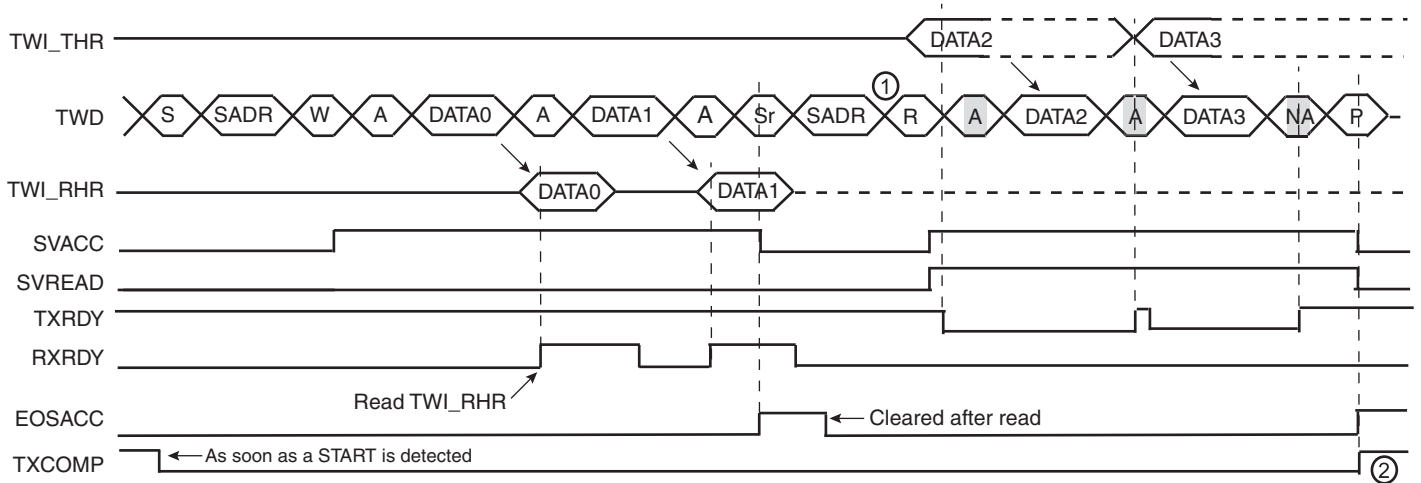 TWI_THR DATA2 DATA3
①
TWD S SADR W A DATA0 A DATA1 A Sr SADR R A DATA2 A DATA3 NA P
TWI_RHR DATA0 DATA1
SVACC
SVREAD
TXRDY
RXRDY
Read TWI_RHR
EOSACC Cleared after read
TXCOMP As soon as a START is detected ②